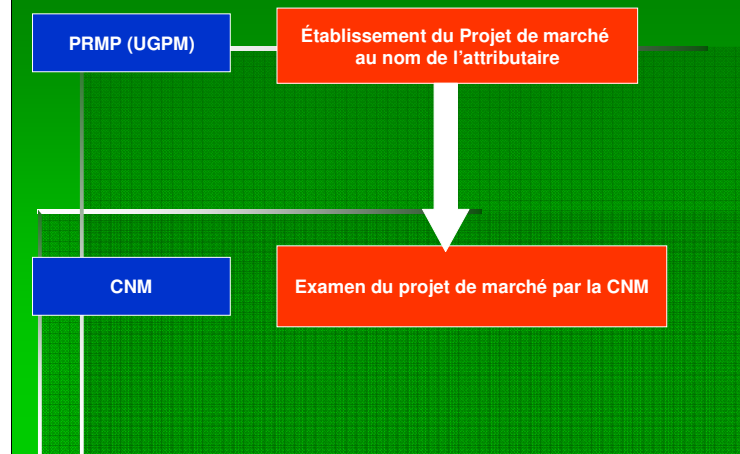 PRMP (UGPM)
Établissement du Projet de marché
au nom de l’attributaire
CNM
Examen du projet de marché par la CNM